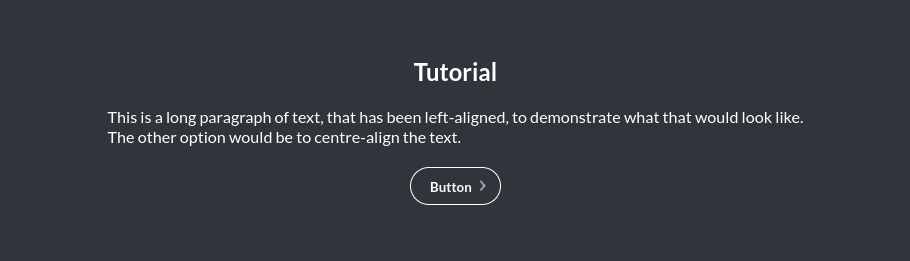 Tutorial
This is a long paragraph of text, that has been left-aligned, to demonstrate what that would look like.
The other option would be to centre-align the text.
Button